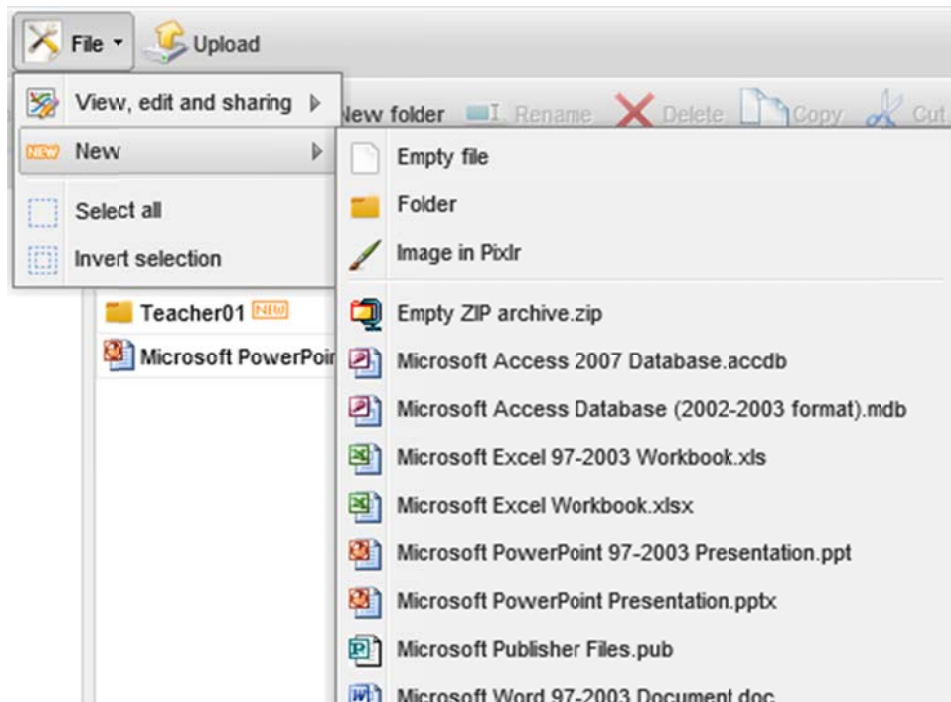 File Upload
View, edit and sharing
New folder Rename Delete Copy Cut
NEW New
Select all
Invert selection
Empty file
Folder
Image in Pixlr
Empty ZIP archive.zip
Microsoft Access 2007 Database.accdb
Microsoft Access Database (2002-2003 format).mdb
Microsoft Excel 97-2003 Workbook.xls
Microsoft Excel Workbook.xlsx
Microsoft PowerPoint 97-2003 Presentation.ppt
Microsoft PowerPoint Presentation.pptx
Microsoft Publisher Files.pub
Microsoft Word 97-2003 Document.doc
Teacher01 NEW
Microsoft PowerPoin